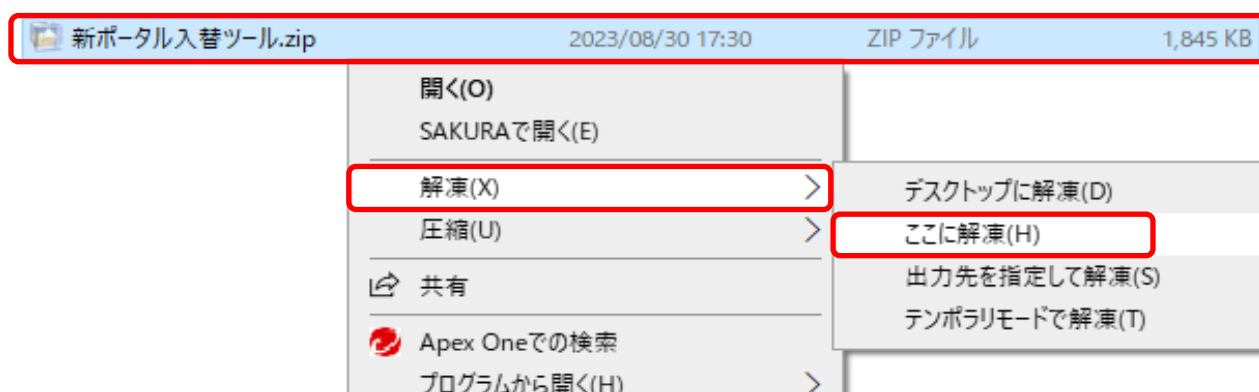 新ポータル入替ツール.zip 2023/08/30 17:30 ZIP ファイル 1,845 KB
開く(O)
SAKURAで開く(E)
解凍(X)
圧縮(U)
共有
Apex Oneでの検索
プログラムから開く(H)
デスクトップに解凍(D)
ここに解凍(H)
出力先を指定して解凍(S)
テンポラリモードで解凍(T)